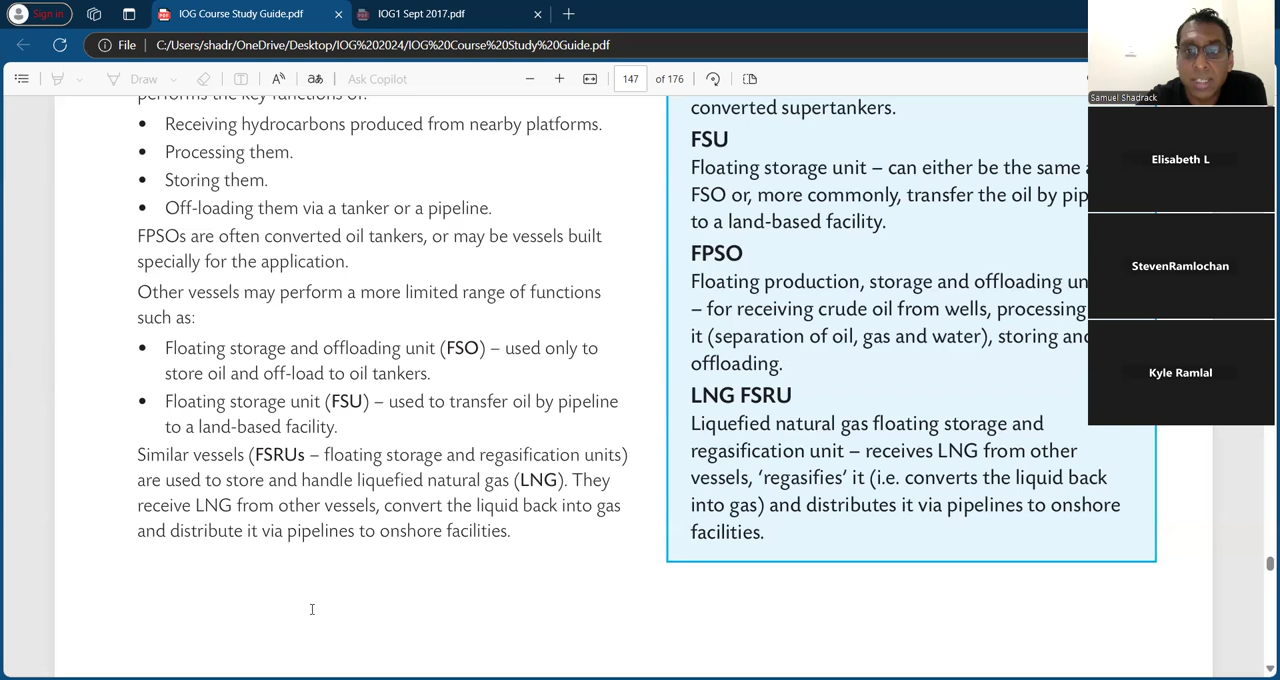 Sign in
IOG Course Study Guide.pdf
IOG1 Sept 2017.pdf
File
C:/Users/shadr/OneDrive/Desktop/IOG%202024/IOG%20Course%20Study%20Guide.pdf
Draw
Ask Copilot
147 of 176
performs the key functions of:
• Receiving hydrocarbons produced from nearby platforms.
• Processing them.
• Storing them.
• Off-loading them via a tanker or a pipeline.
FPSOs are often converted oil tankers, or may be vessels built
specially for the application.
Other vessels may perform a more limited range of functions
such as:
• Floating storage and offloading unit (FSO) – used only to
store oil and off-load to oil tankers.
• Floating storage unit (FSU) – used to transfer oil by pipeline
to a land-based facility.
Similar vessels (FSRUs – floating storage and regasification units)
are used to store and handle liquefied natural gas (LNG). They
receive LNG from other vessels, convert the liquid back into gas
and distribute it via pipelines to onshore facilities.
converted supertankers.
FSU
Floating storage unit – can either be the same a
FSO or, more commonly, transfer the oil by pip
to a land-based facility.
FPSO
Floating production, storage and offloading un
– for receiving crude oil from wells, processing
it (separation of oil, gas and water), storing and
offloading.
LNG FSRU
Liquefied natural gas floating storage and
regasification unit – receives LNG from other
vessels, ‘regasifies’ it (i.e. converts the liquid back
into gas) and distributes it via pipelines to onshore
facilities.
Samuel Shadrack
Elisabeth L
StevenRamlochan
Kyle Ramlal